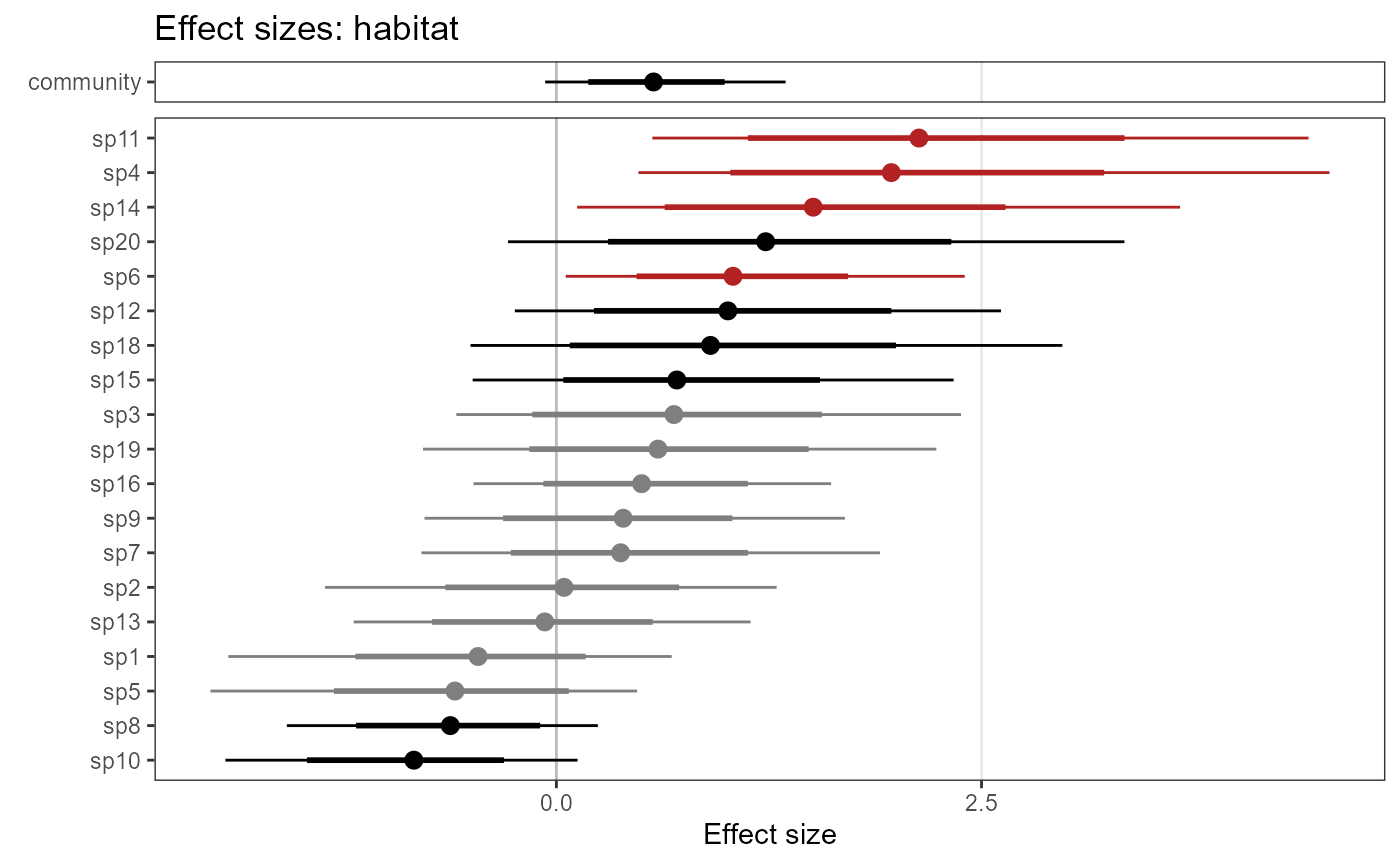 Effect sizes: habitat
community
sp11
sp4
sp14
sp20
sp6
sp12
sp18
sp15
sp3
sp19
sp16
sp9
sp7
sp2
sp13
sp1
sp5
sp8
sp10
0.0 2.5
Effect size